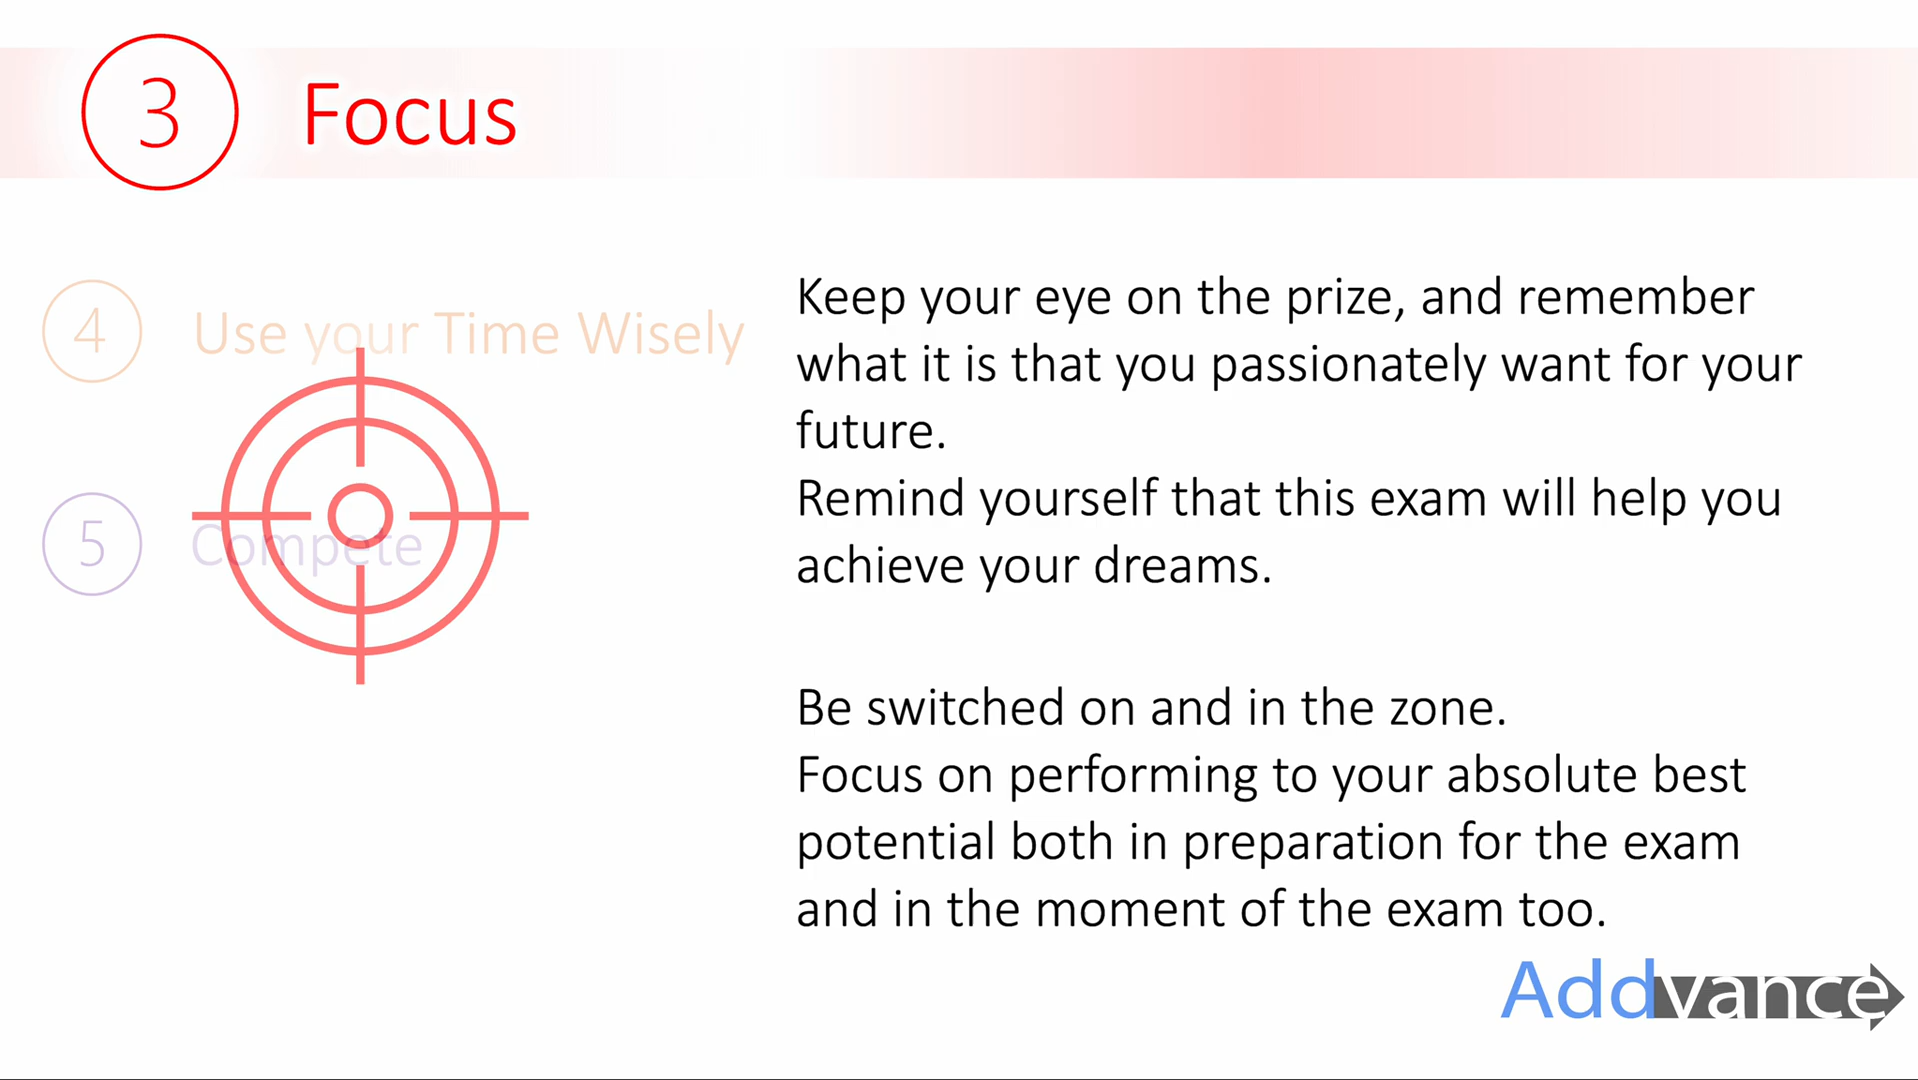 3 Focus
4 Use your Time Wisely
5 Compete
Keep your eye on the prize, and remember
what it is that you passionately want for your
future.
Remind yourself that this exam will help you
achieve your dreams.
Be switched on and in the zone.
Focus on performing to your absolute best
potential both in preparation for the exam
and in the moment of the exam too.
Addvance